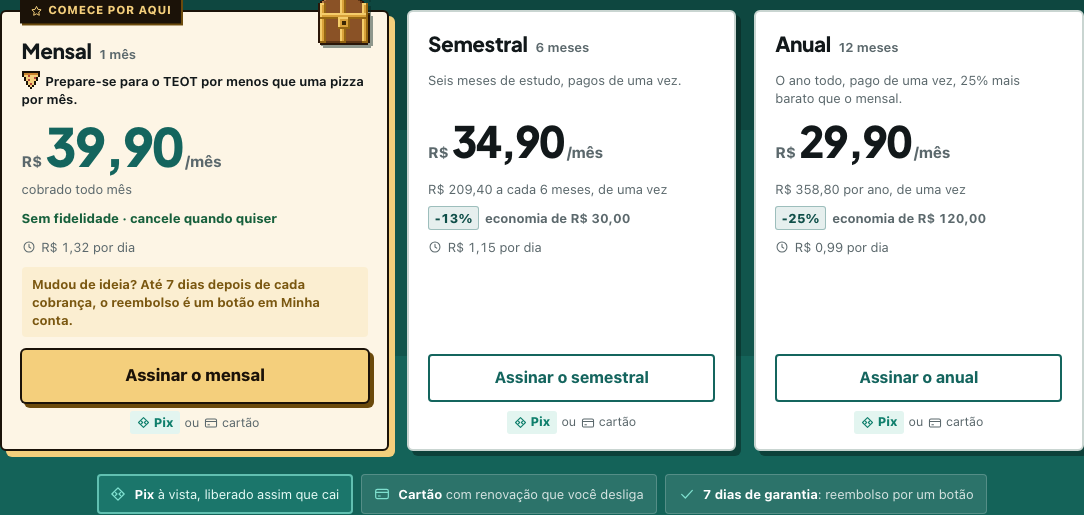 COMECE POR AQUI
Mensal 1 mês
Prepare-se para o TEOT por menos que uma pizza
por mês.
R$ 39,90/mês
cobrado todo mês
Sem fidelidade · cancele quando quiser
R$ 1,32 por dia
Mudou de ideia? Até 7 dias depois de cada
cobrança, o reembolso é um botão em Minha
conta.
Assinar o mensal
Pix ou cartão
Semestral 6 meses
Seis meses de estudo, pagos de uma vez.
R$ 34,90/mês
R$ 209,40 a cada 6 meses, de uma vez
-13% economia de R$ 30,00
R$ 1,15 por dia
Assinar o semestral
Pix ou cartão
Anual 12 meses
O ano todo, pago de uma vez, 25% mais
barato que o mensal.
R$ 29,90/mês
R$ 358,80 por ano, de uma vez
-25% economia de R$ 120,00
R$ 0,99 por dia
Assinar o anual
Pix ou cartão
Pix à vista, liberado assim que cai
Cartão com renovação que você desliga
7 dias de garantia: reembolso por um botão